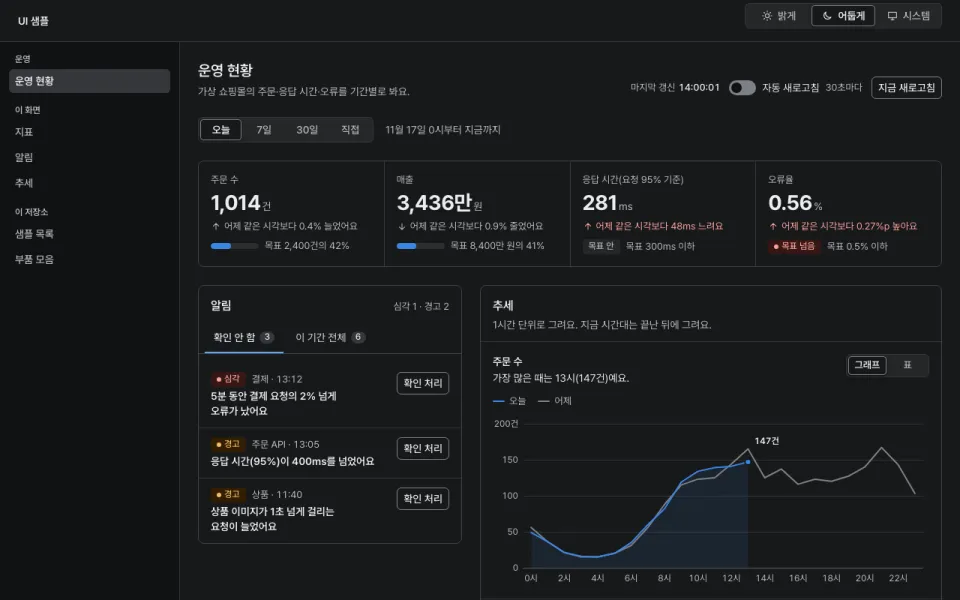 UI 샘플
밝게
어둡게
시스템
운영
운영 현황
이 화면
지표
알림
추세
이 저장소
샘플 목록
부품 모음
운영 현황
가상 쇼핑몰의 주문·응답 시간·오류를 기간별로 봐요.
마지막 갱신 14:00:01
자동 새로고침 30초마다
지금 새로고침
오늘
7일
30일
직접
11월 17일 0시부터 지금까지
주문 수
1,014건
↑ 어제 같은 시각보다 0.4% 늘었어요
목표 2,400건의 42%
매출
3,436만원
↓ 어제 같은 시각보다 0.9% 줄었어요
목표 8,400만 원의 41%
응답 시간(요청 95% 기준)
281ms
↑ 어제 같은 시각보다 48ms 느려요
목표 안 목표 300ms 이하
오류율
0.56%
↑ 어제 같은 시각보다 0.27%p 높아요
목표 넘음 목표 0.5% 이하
알림
심각 1 · 경고 2
확인 안 함 3
이 기간 전체 6
심각 결제 · 13:12
5분 동안 결제 요청의 2% 넘게
오류가 났어요
확인 처리
경고 주문 API · 13:05
응답 시간(95%)이 400ms를 넘었어요
확인 처리
경고 상품 · 11:40
상품 이미지가 1초 넘게 걸리는
요청이 늘었어요
확인 처리
추세
1시간 단위로 그려요. 지금 시간대는 끝난 뒤에 그려요.
주문 수
가장 많은 때는 13시(147건)예요.
그래프
표
오늘
어제
200건
150
100
50
0
147건
0시
2시
4시
6시
8시
10시
12시
14시
16시
18시
20시
22시